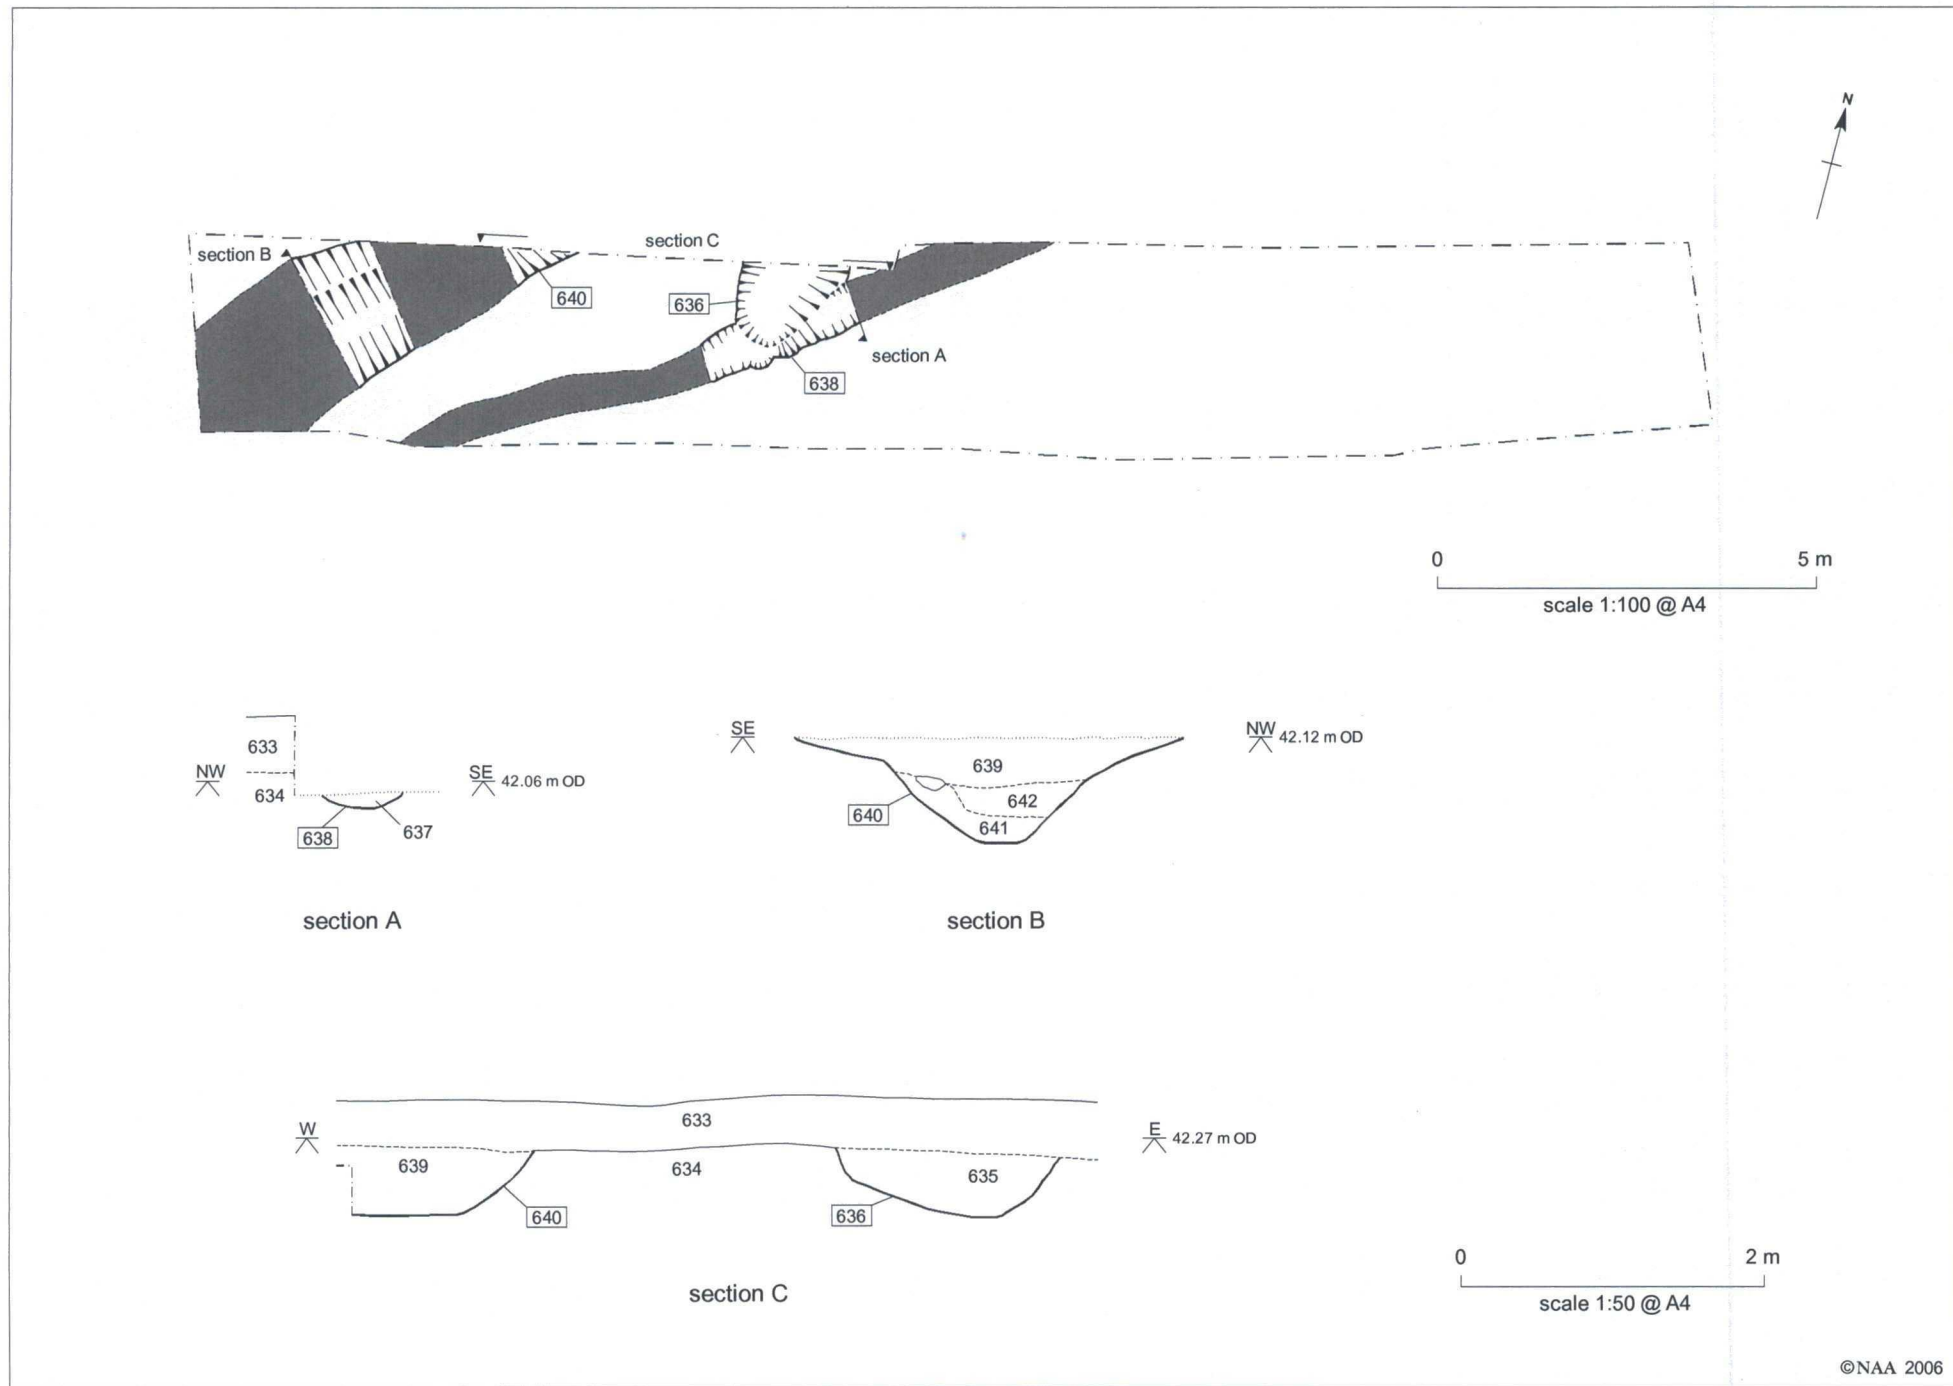 N
section B
section C
640
636
section A
638
0 5 m
scale 1:100 @ A4
633
NW
634
SE 42.06 m OD
638
637
section A
SE
NW 42.12 m OD
639
640
642
641
section B
633
W
E 42.27 m OD
639
634
635
640
636
section C
0 2 m
scale 1:50 @ A4
©NAA 2006